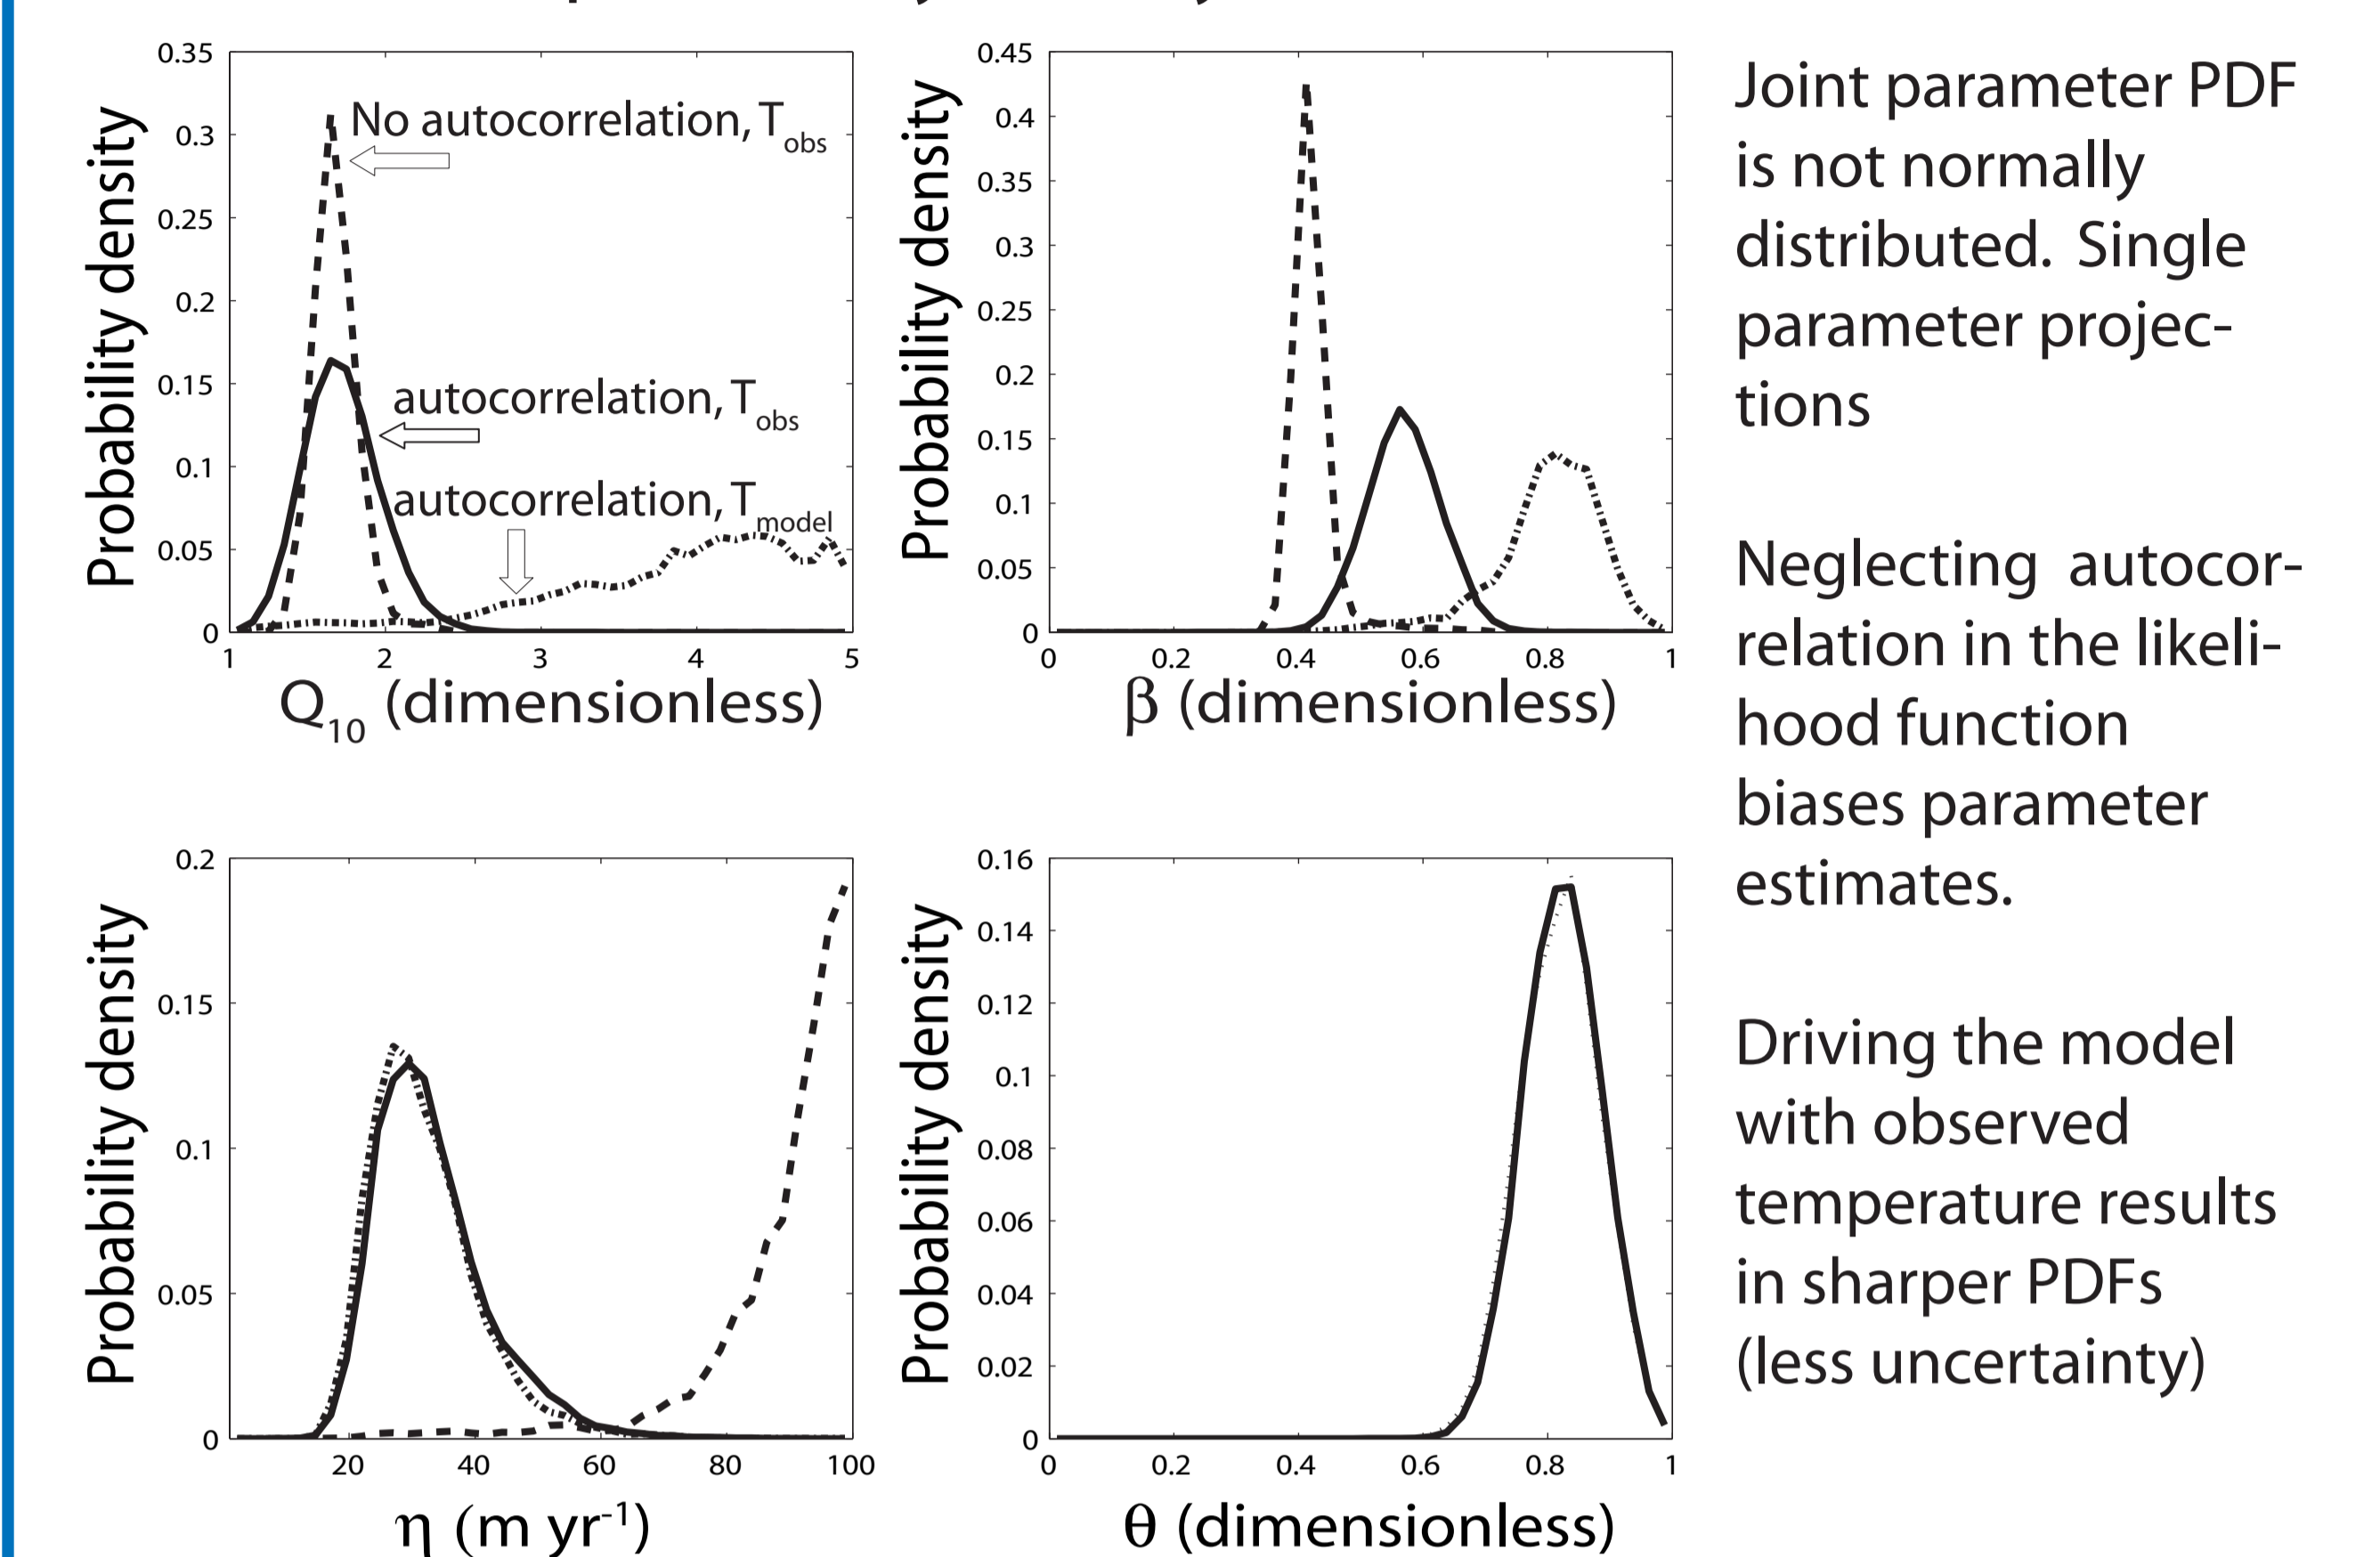 0.35
0.3
0.25
0.2
0.15
0.1
0.05
0
1
2
3
4
5
Probability density
Q10 (dimensionless)
No autocorrelation, Tobs
autocorrelation, Tobs
autocorrelation, Tmodel
0.45
0.4
0.35
0.3
0.25
0.2
0.15
0.1
0.05
0
0
0.2
0.4
0.6
0.8
1
Probability density
β (dimensionless)
0.2
0.15
0.1
0.05
0
20
40
60
80
100
Probability density
η (m yr-1)
0.16
0.14
0.12
0.1
0.08
0.06
0.04
0.02
0
0
0.2
0.4
0.6
0.8
1
Probability density
θ (dimensionless)
Joint parameter PDF
is not normally
distributed. Single
parameter projec-
tions
Neglecting autocor-
relation in the likeli-
hood function
biases parameter
estimates.
Driving the model
with observed
temperature results
in sharper PDFs
(less uncertainty)